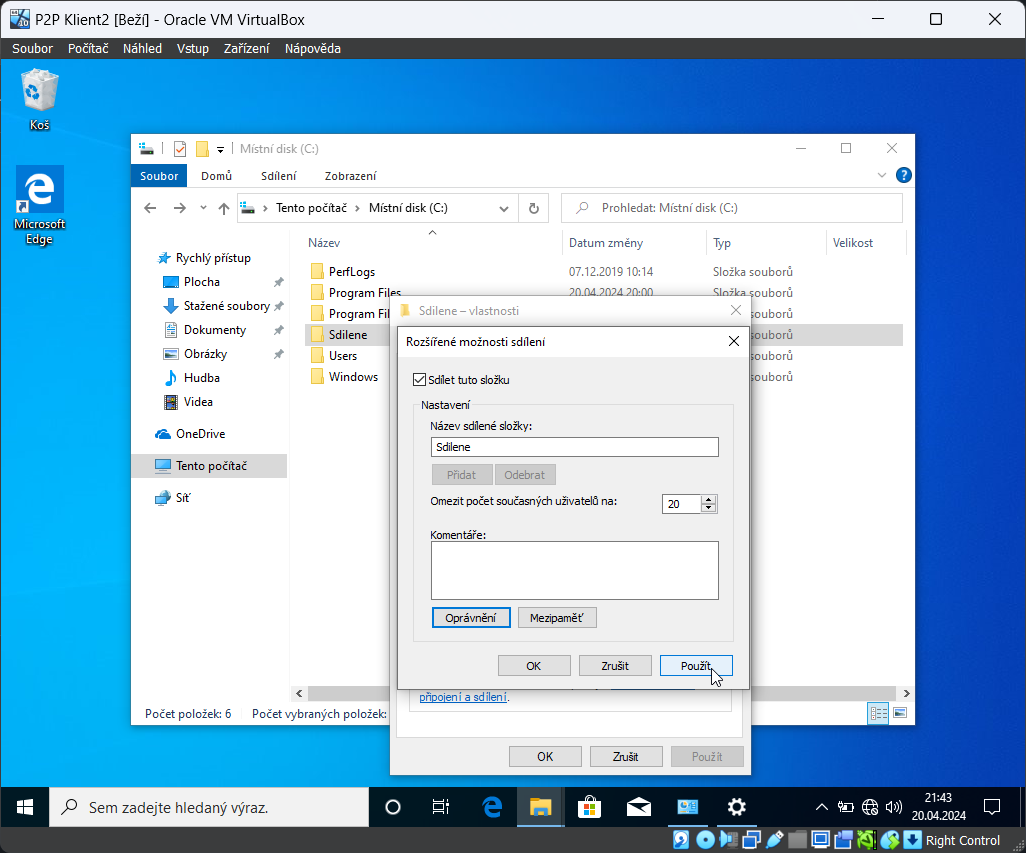 P2P Klient2 [Beží] - Oracle VM VirtualBox
Soubor Počítač Náhled Vstup Zařízení Nápověda
Koš
Microsoft
Edge
Místní disk (C:)
Soubor Domů Sdílení Zobrazení
Tento počítač Místní disk (C:)
Prohledat: Místní disk (C:)
Název Datum změny Typ Velikost
Rychlý přístup
Plocha
Stažené soubory
Dokumenty
Obrázky
Hudba
Videa
OneDrive
Tento počítač
Síť
PerfLogs 07.12.2019 10:14 Složka souborů
Program Files 20.04.2024 20:00 Složka souborů
Program Fil souborů
Sdilene souborů
Users souborů
Windows souborů
Sdilene – vlastnosti
Rozšířené možnosti sdílení
Sdílet tuto složku
Nastavení
Název sdílené složky:
Sdilene
Přidat Odebrat
Omezit počet současných uživatelů na: 20
Komentáře:
Oprávnění Mezipaměť
OK Zrušit Použít
připojení a sdílení.
OK Zrušit Použít
Počet položek: 6 Počet vybraných položek:
Sem zadejte hledaný výraz.
21:43
20.04.2024
Right Control